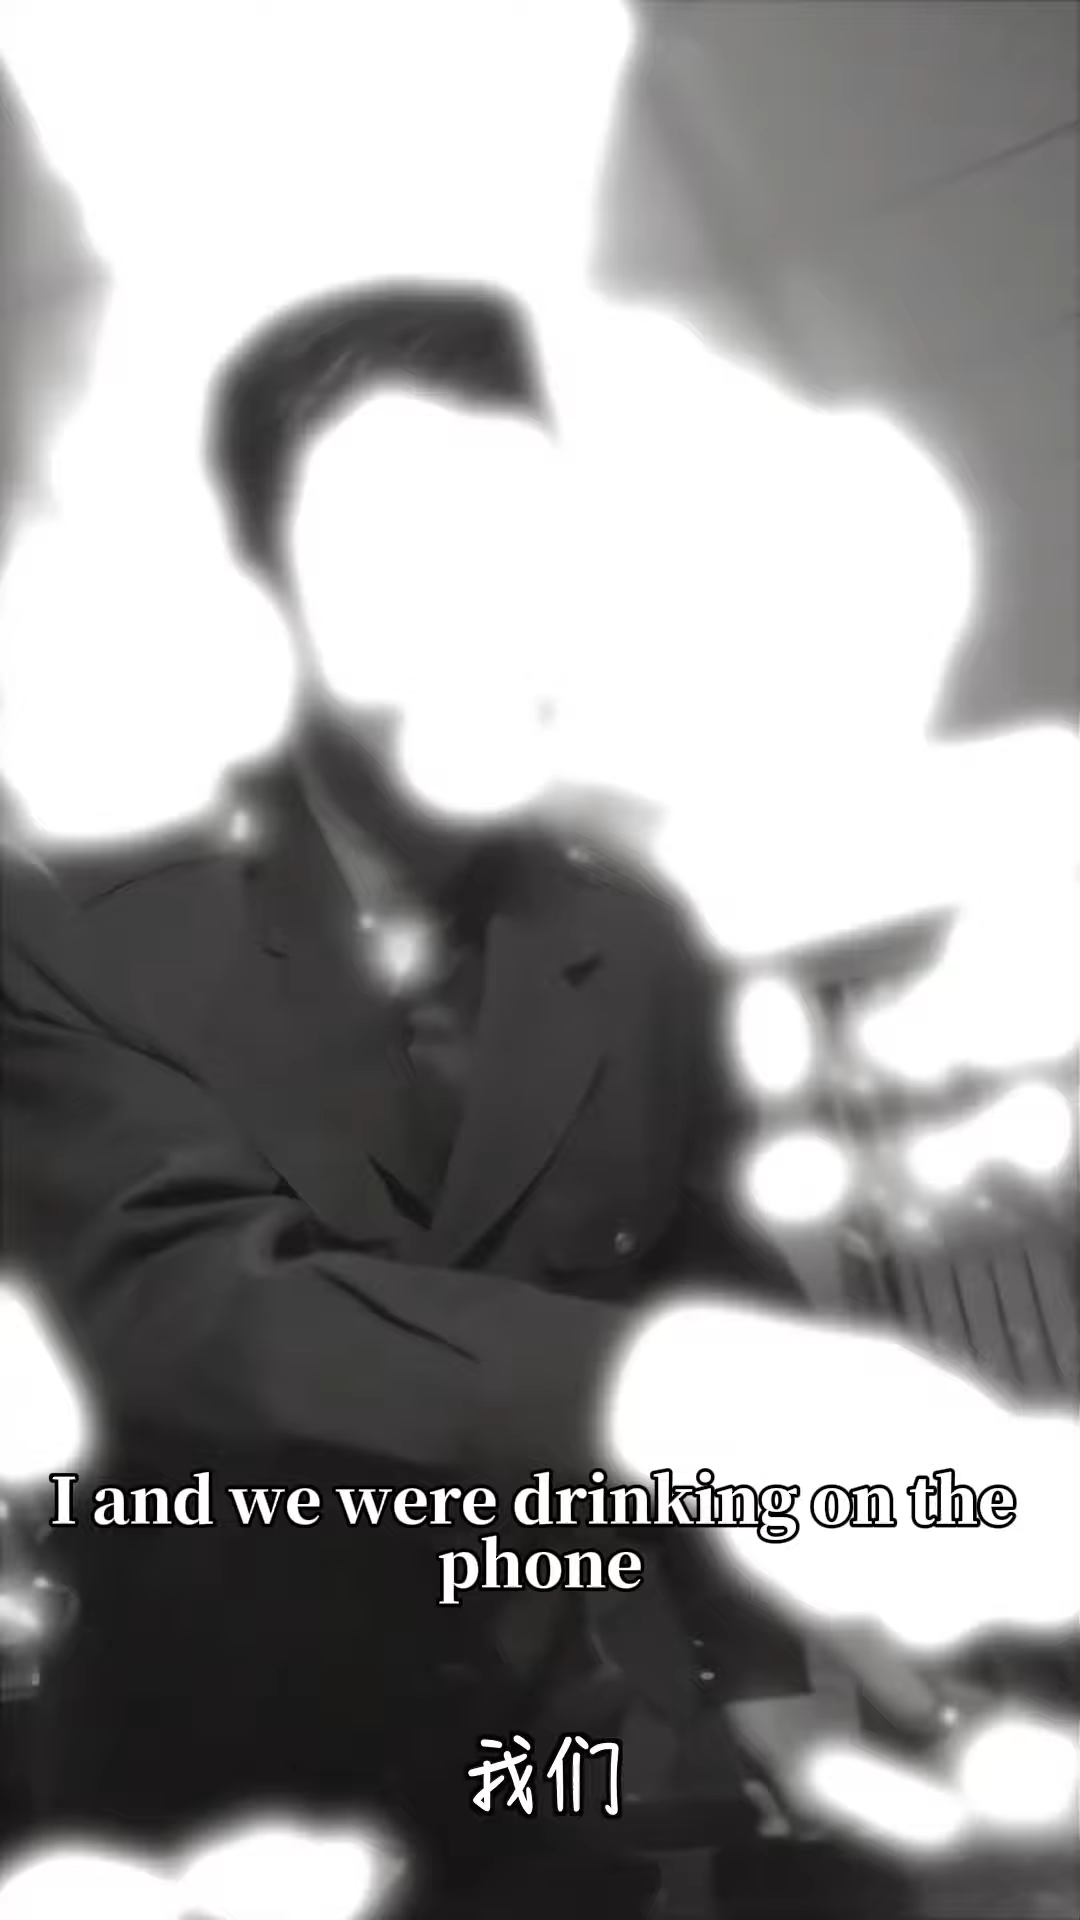 I and we were drinking on the
phone
我们